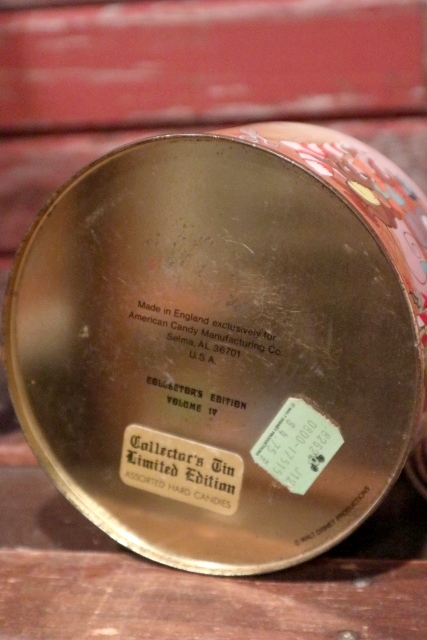 Made in England exclusively for
American Candy Manufacturing Co.
Selma, AL 36701
U.S.A.
COLLECTOR'S EDITION
VOLUME IV
Collector's Tin
Limited Edition
ASSORTED HARD CANDIES
© WALT DISNEY PRODUCTIONS